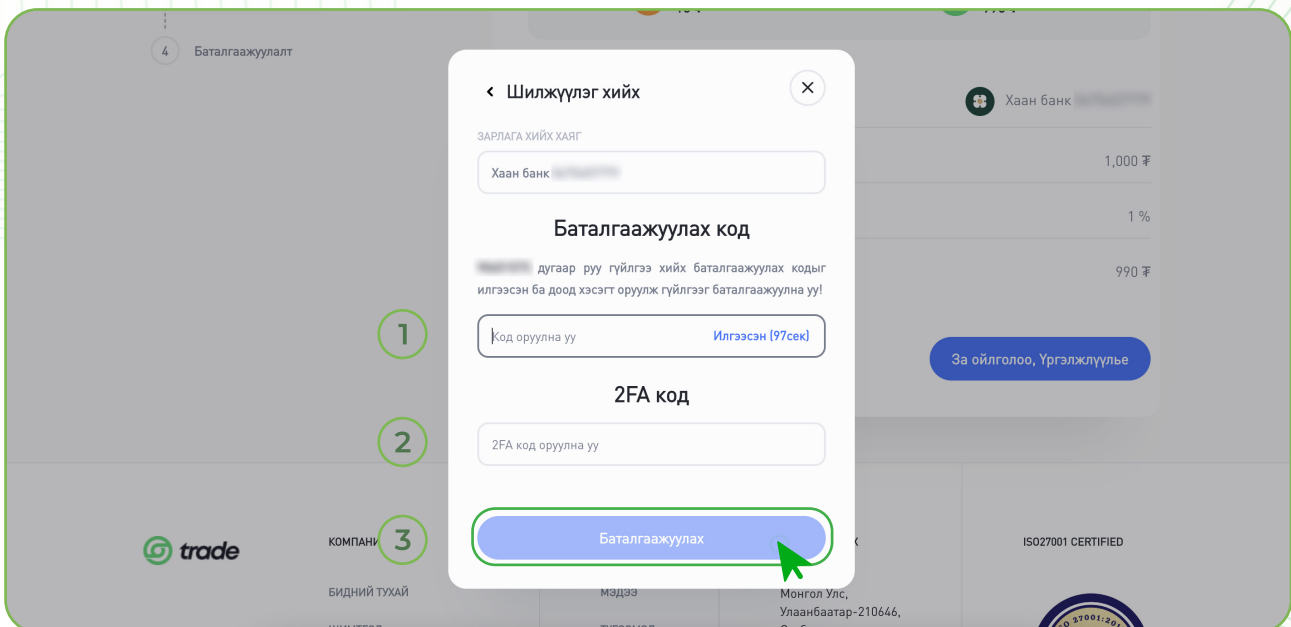 4 Баталгаажуулалт
Шилжүүлэг хийх
ЗАРЛАГА ХИЙХ ХАЯГ
Хаан банк
Баталгаажуулах код
дугаар руу гүйлгээ хийх баталгаажуулах кодыг
илгээсэн ба доод хэсэгт оруулж гүйлгээг баталгаажуулна уу!
1
Код оруулна уу Илгээсэн (97сек)
2FA код
2
2FA код оруулна уу
3
Баталгаажуулах
Хаан банк
1,000 ₮
1 %
990 ₮
За ойлголоо, Үргэлжлүүлье
trade
БИДНИЙ ТУХАЙ
МЭДЭЭ
Монгол Улс,
Улаанбаатар-210646,
ISO27001 CERTIFIED